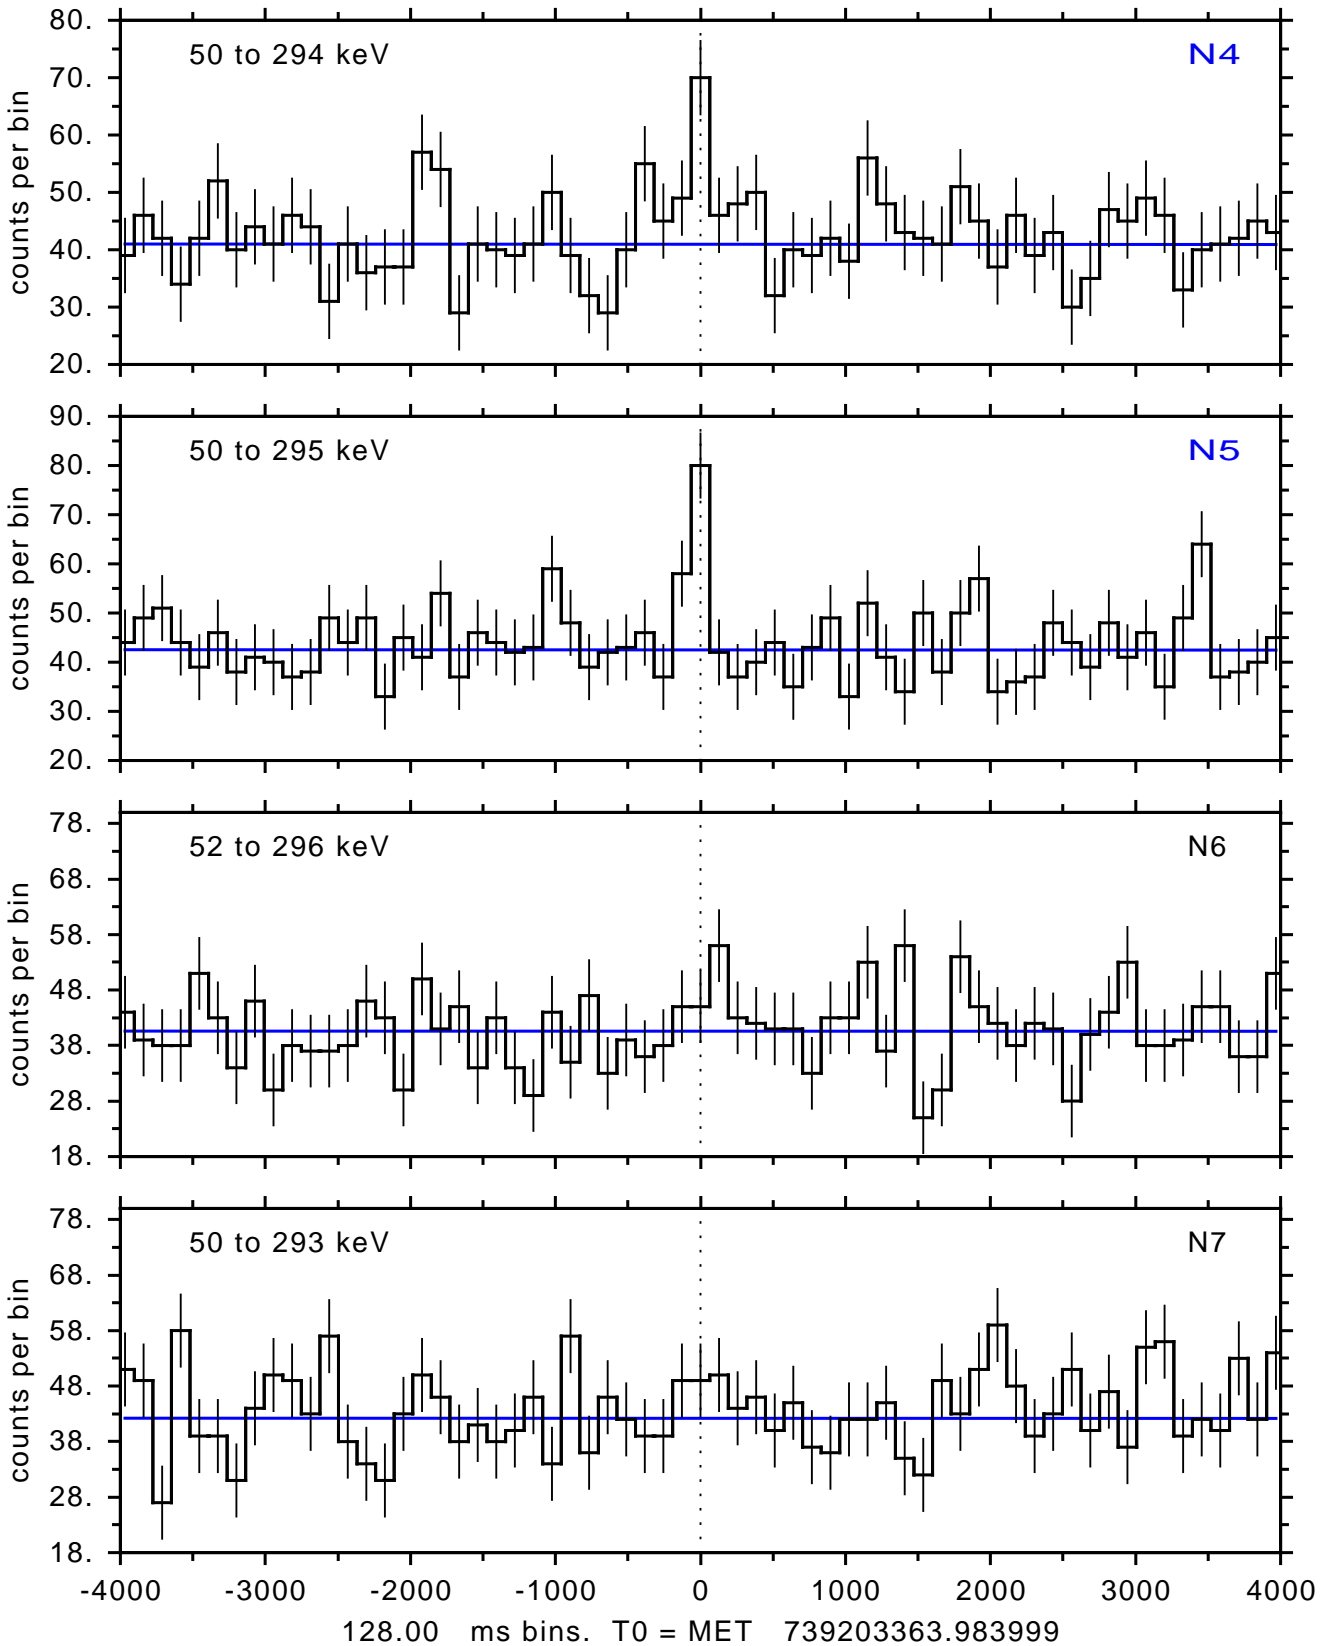 80.
50 to 294 keV N4
70.
60.
50.
40.
30.
20.
counts per bin
90.
50 to 295 keV N5
80.
70.
60.
50.
40.
30.
20.
counts per bin
78.
52 to 296 keV N6
68.
58.
48.
38.
28.
18.
counts per bin
78.
50 to 293 keV N7
68.
58.
48.
38.
28.
18.
counts per bin
-4000 -3000 -2000 -1000 0 1000 2000 3000 4000
128.00 ms bins. T0 = MET 739203363.983999